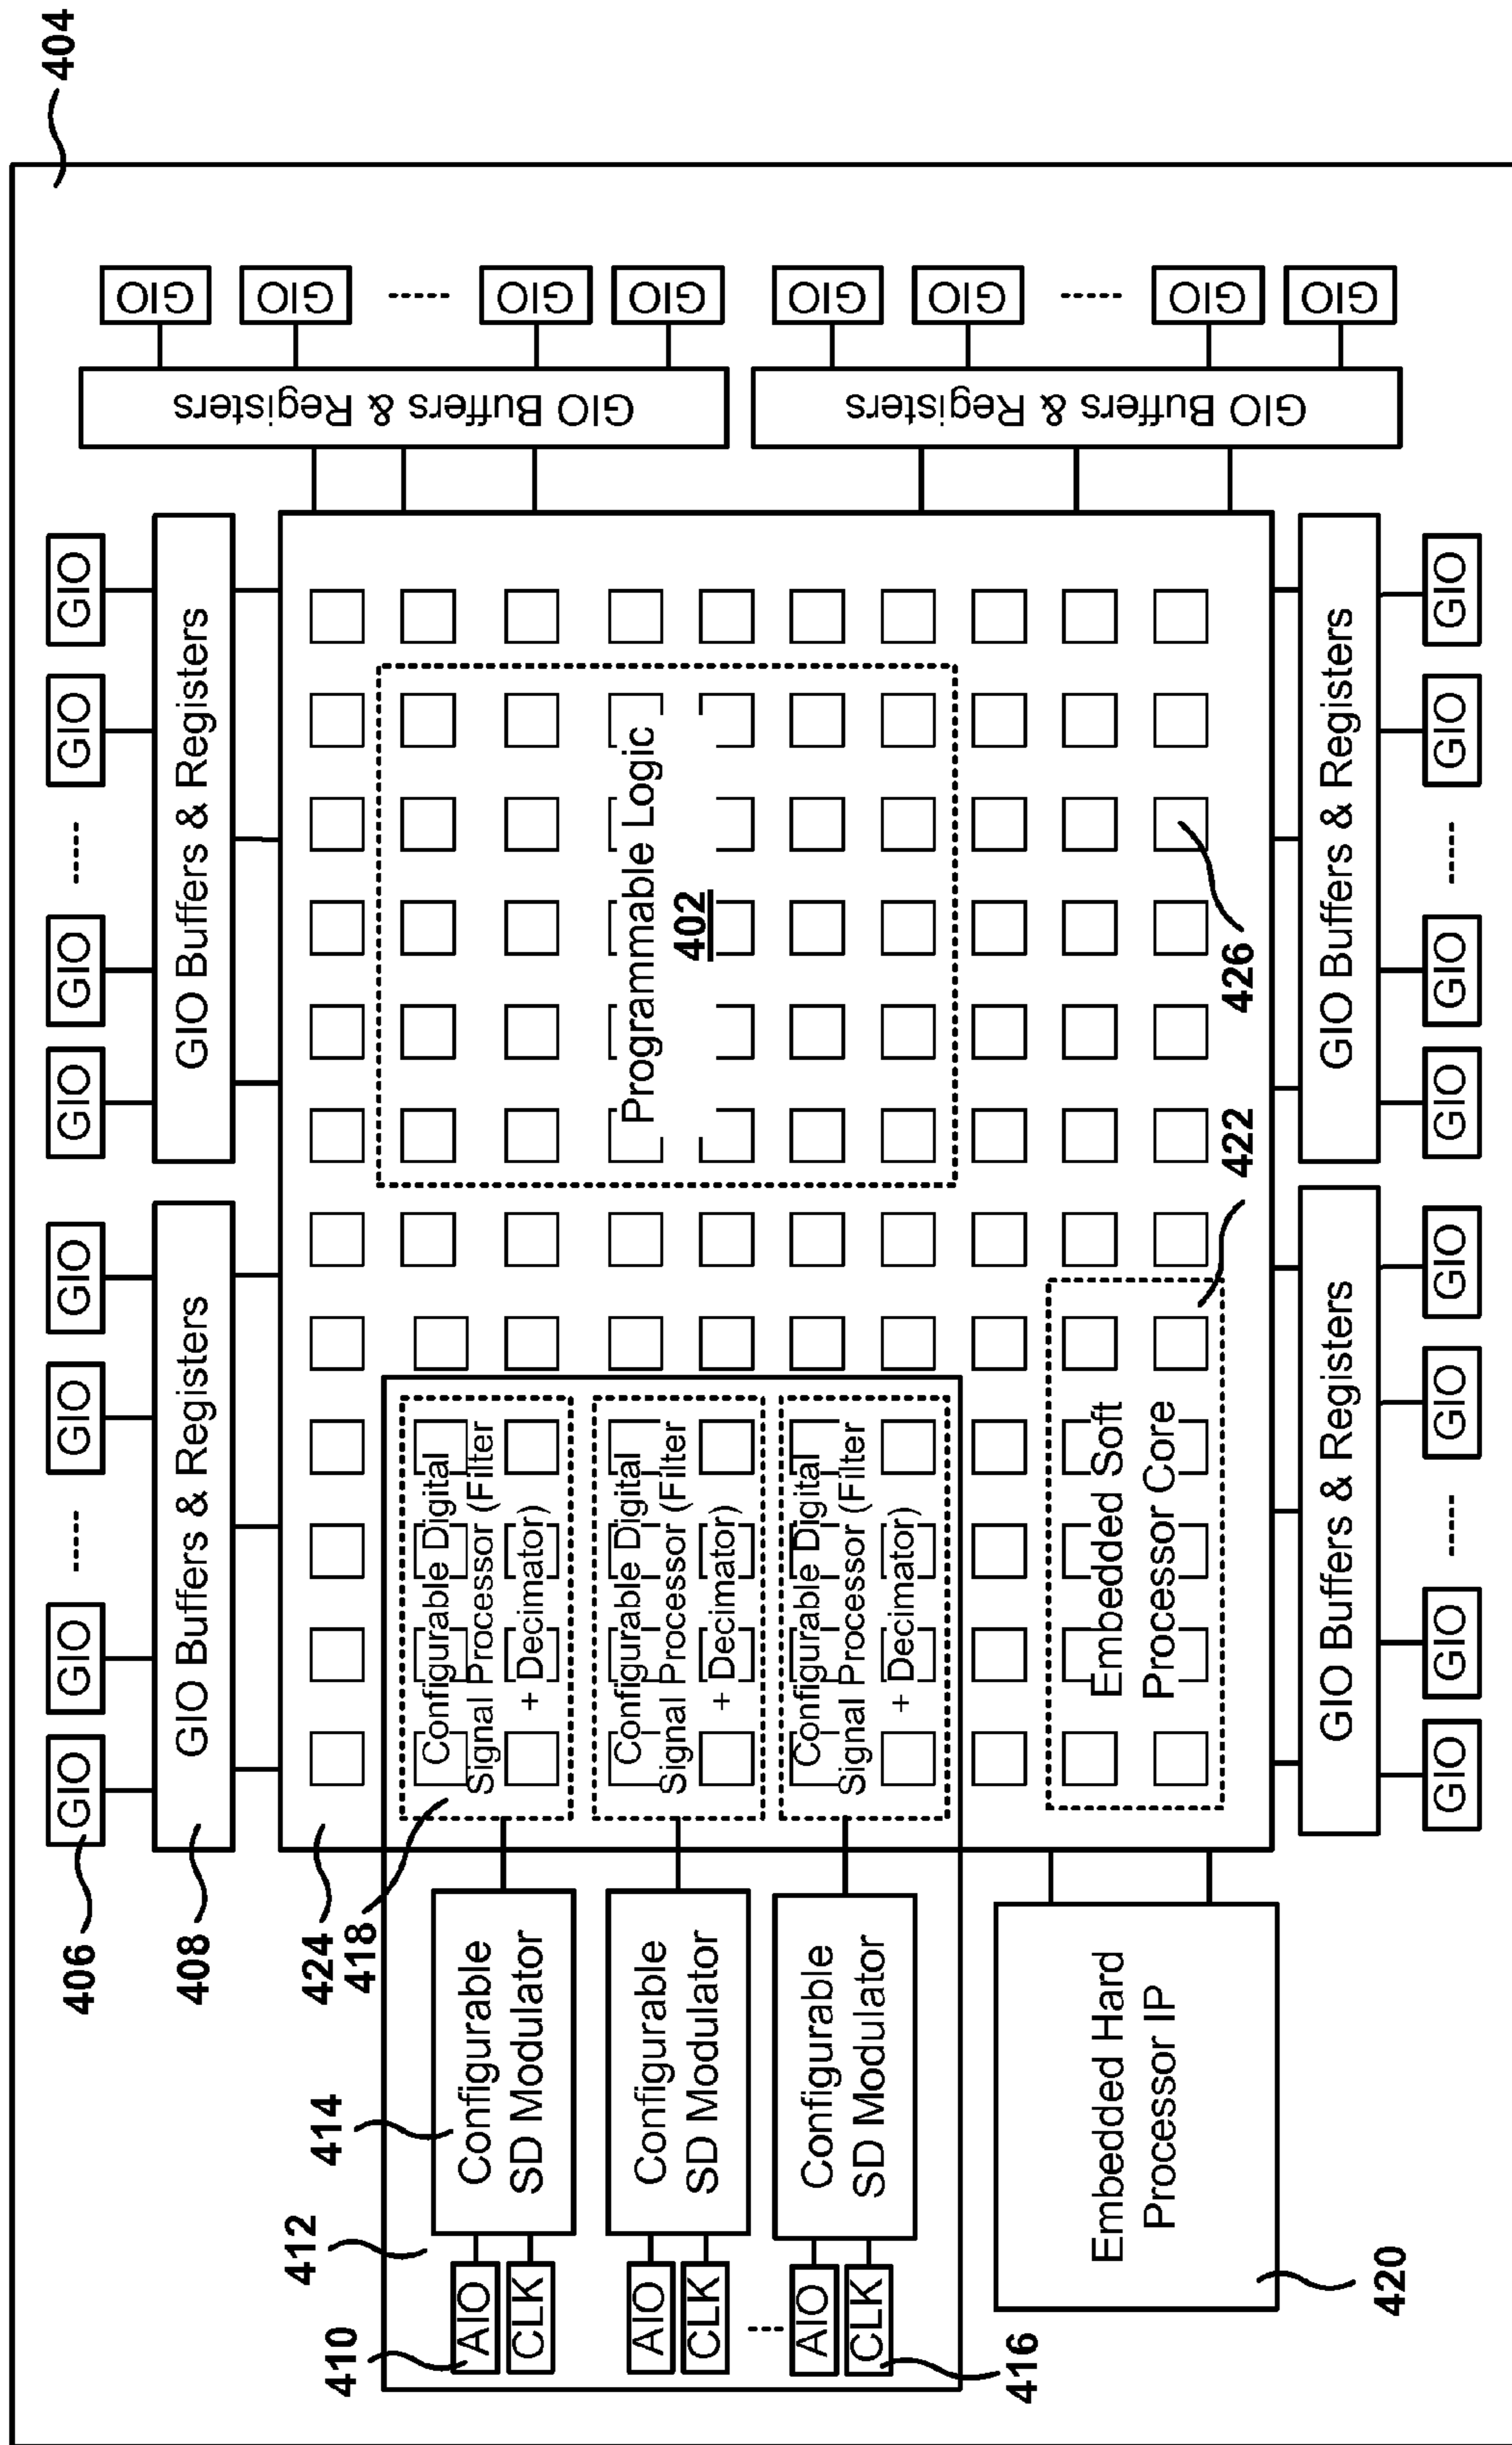 404
406
GIO
GIO
GIO
GIO
GIO
GIO
GIO
GIO
408
GIO Buffers & Registers
GIO Buffers & Registers
424
418
412
414
410
AIO
CLK
Configurable
SD Modulator
Configurable Digital
Signal Processor (Filter
+ Decimator)
AIO
CLK
Configurable
SD Modulator
Configurable Digital
Signal Processor (Filter
+ Decimator)
AIO
CLK
Configurable
SD Modulator
Configurable Digital
Signal Processor (Filter
+ Decimator)
416
Programmable Logic
402
GIO Buffers & Registers
GIO
GIO
GIO
GIO
GIO Buffers & Registers
GIO
GIO
GIO
GIO
Embedded Hard
Processor IP
420
Embedded Soft
Processor Core
422
426
GIO Buffers & Registers
GIO Buffers & Registers
GIO
GIO
GIO
GIO
GIO
GIO
GIO
GIO